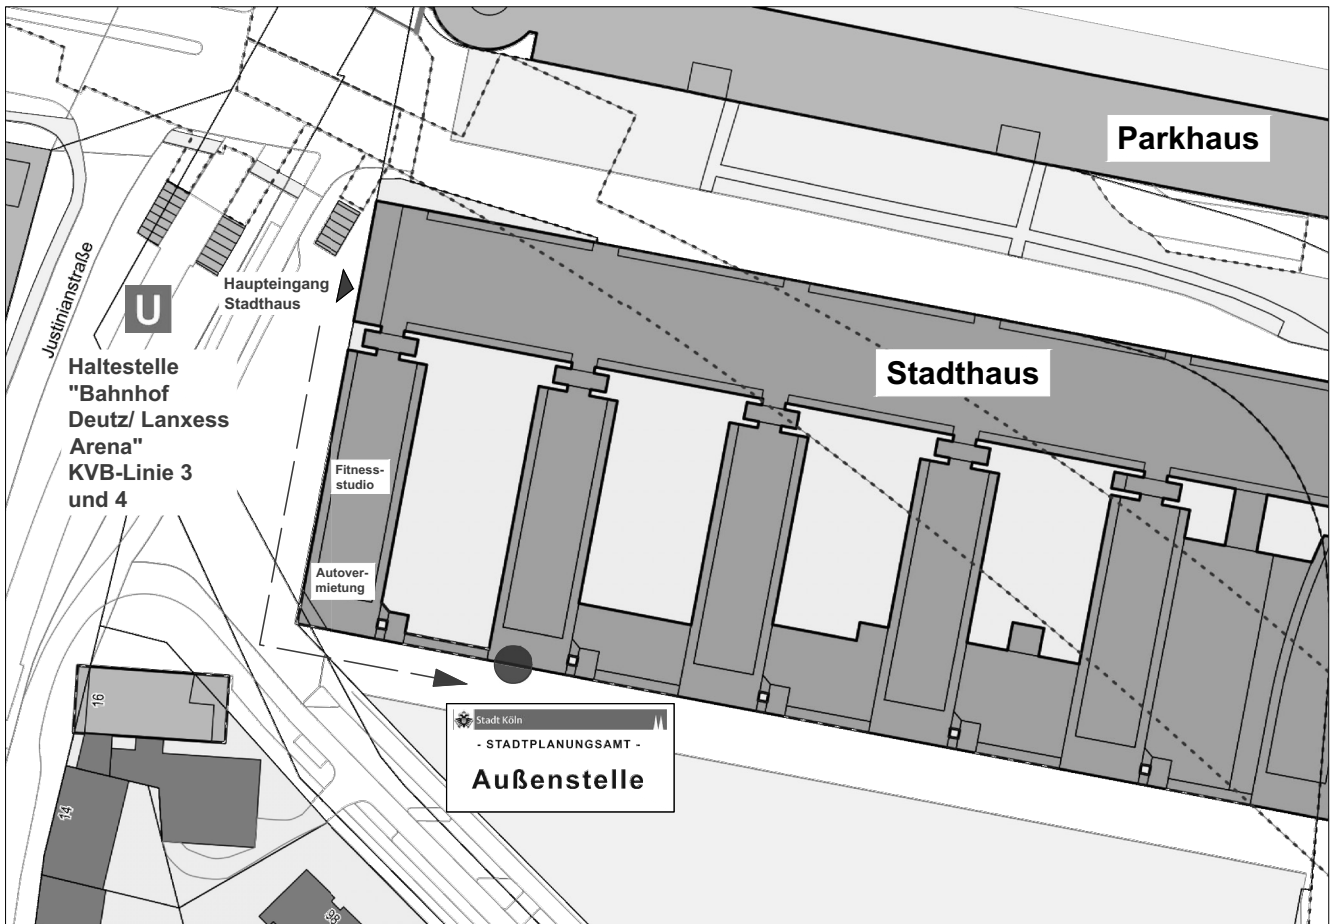 Parkhaus
Justinianstraße
Haupteingang
Stadthaus
U
Stadthaus
Haltestelle
"Bahnhof
Deutz/ Lanxess
Arena"
KVB-Linie 3
und 4
Fitness-
studio
Autover-
mietung
16
Stadt Köln
- STADTPLANUNGSAMT -
Außenstelle
14